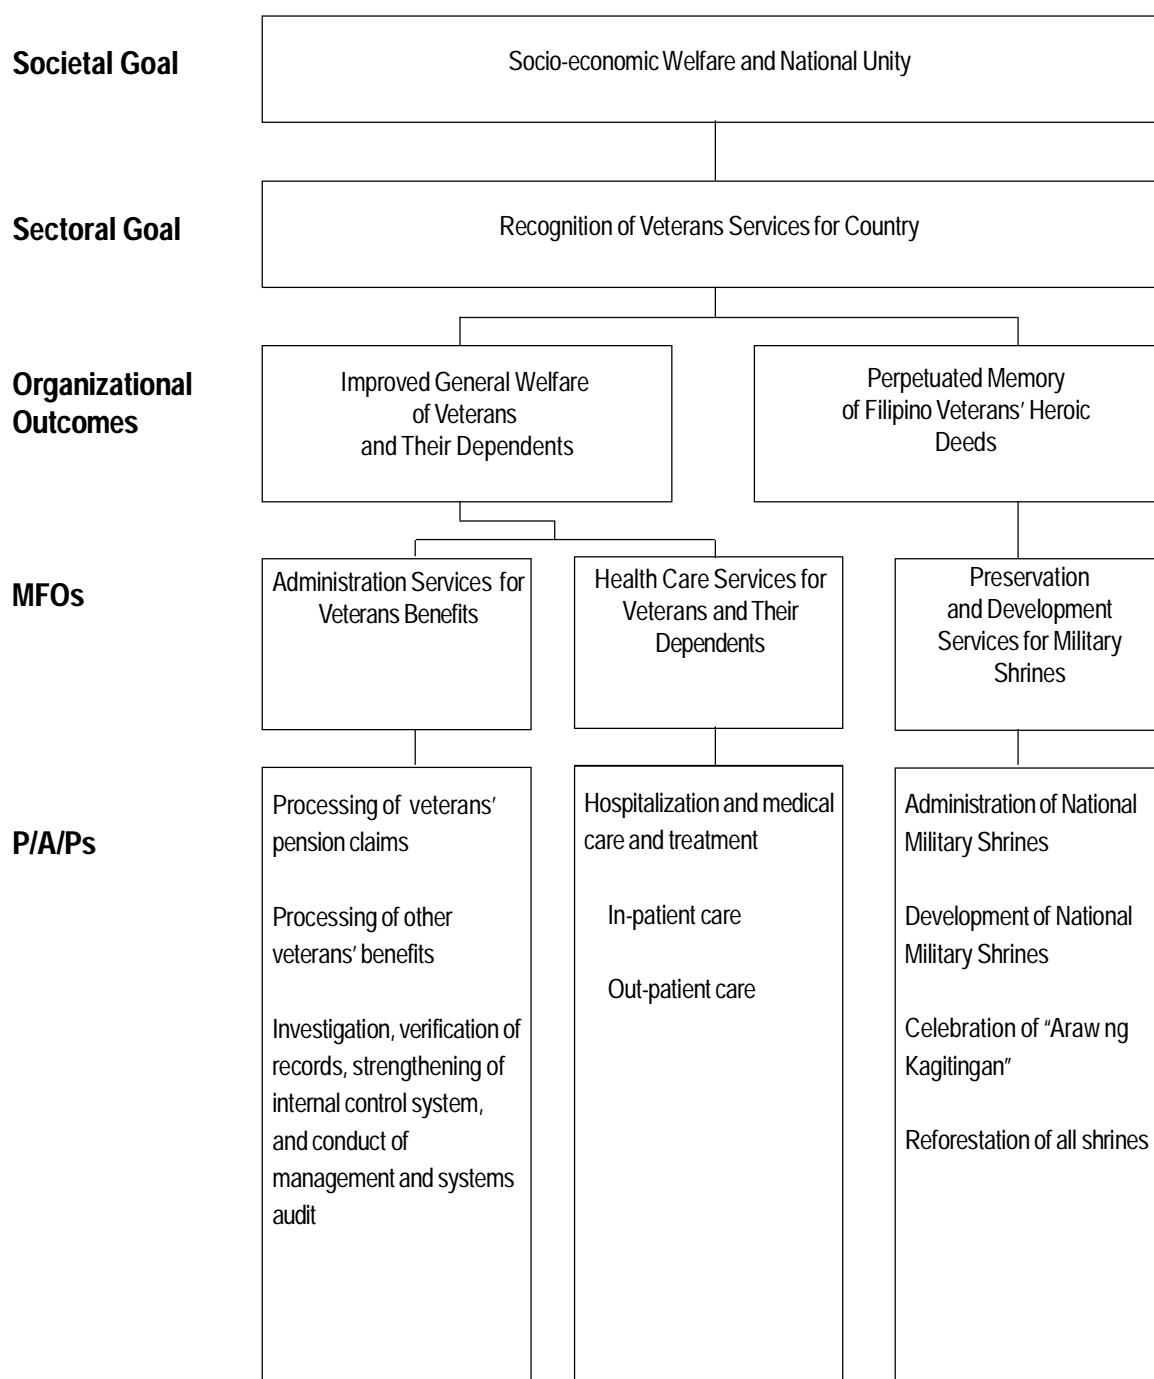 Societal Goal
Socio-economic Welfare and National Unity
Sectoral Goal
Recognition of Veterans Services for Country
Organizational
Outcomes
Improved General Welfare
of Veterans
and Their Dependents
Perpetuated Memory
of Filipino Veterans’ Heroic
Deeds
MFOs
Administration Services for
Veterans Benefits
Health Care Services for
Veterans and Their
Dependents
Preservation
and Development
Services for Military
Shrines
P/A/Ps
Processing of veterans’
pension claims
Processing of other
veterans’ benefits
Investigation, verification of
records, strengthening of
internal control system,
and conduct of
management and systems
audit
Hospitalization and medical
care and treatment
In-patient care
Out-patient care
Administration of National
Military Shrines
Development of National
Military Shrines
Celebration of “Araw ng
Kagitingan”
Reforestation of all shrines